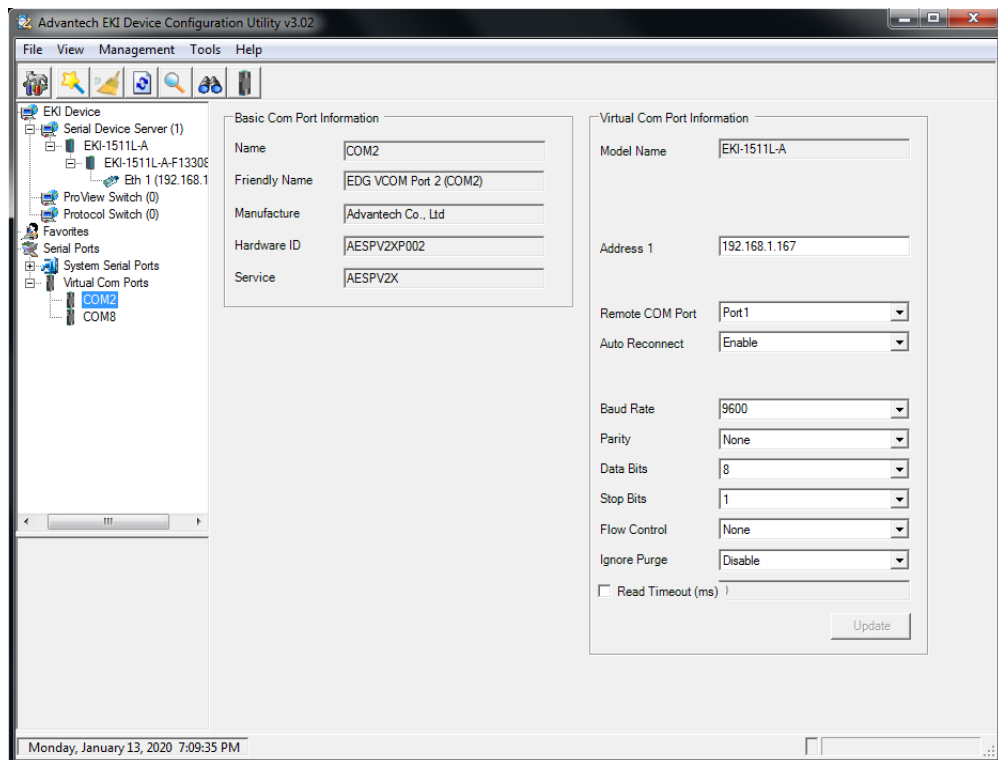 Advantech EKI Device Configuration Utility v3.02
File View Management Tools Help
EKI Device
Serial Device Server (1)
EKI-1511L-A
EKI-1511L-A-F13308
Eth 1 (192.168.1
ProView Switch (0)
Protocol Switch (0)
Favorites
Serial Ports
System Serial Ports
Virtual Com Ports
COM2
COM8
Basic Com Port Information
Name COM2
Friendly Name EDG VCOM Port 2 (COM2)
Manufacture Advantech Co., Ltd
Hardware ID AESPV2XP002
Service AESPV2X
Virtual Com Port Information
Model Name EKI-1511L-A
Address 1 192.168.1.167
Remote COM Port Port1
Auto Reconnect Enable
Baud Rate 9600
Parity None
Data Bits 8
Stop Bits 1
Flow Control None
Ignore Purge Disable
Read Timeout (ms)
Update
Monday, January 13, 2020 7:09:35 PM